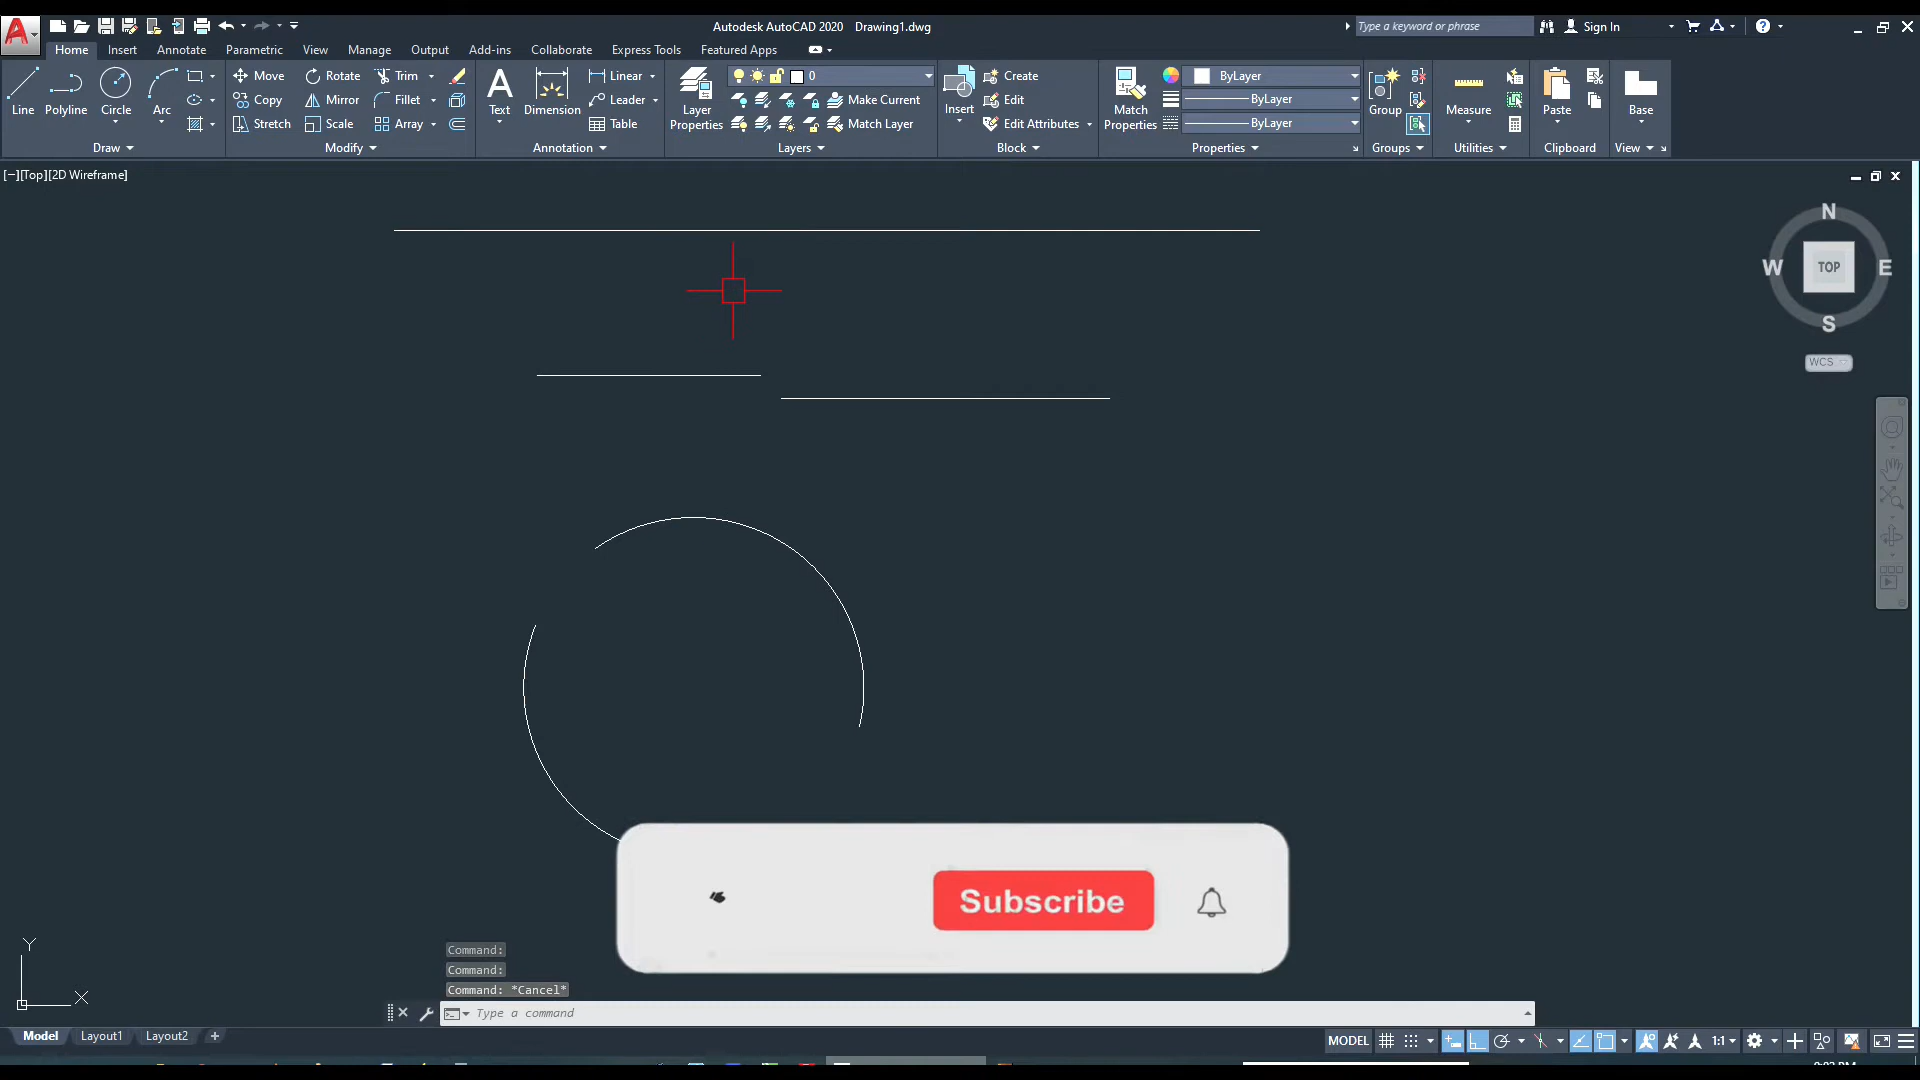 Autodesk AutoCAD 2020 Drawing1.dwg
Type a keyword or phrase
Sign In
Home Insert Annotate Parametric View Manage Output Add-ins Collaborate Express Tools Featured Apps
Line Polyline Circle Arc
Move Rotate Trim
Copy Mirror Fillet
Stretch Scale Array
Text Dimension
Linear
Leader
Table
Layer Properties
0
Make Current
Match Layer
Insert
Create
Edit
Edit Attributes
Match Properties
ByLayer
ByLayer
ByLayer
Group Measure Paste Base
Draw Modify Annotation Layers Block Properties Groups Utilities Clipboard View
[−][Top][2D Wireframe]
N
W TOP E
S
WCS
Subscribe
Y
X
Command:
Command:
Command: *Cancel*
Type a command
Model Layout1 Layout2 +
MODEL 1:1